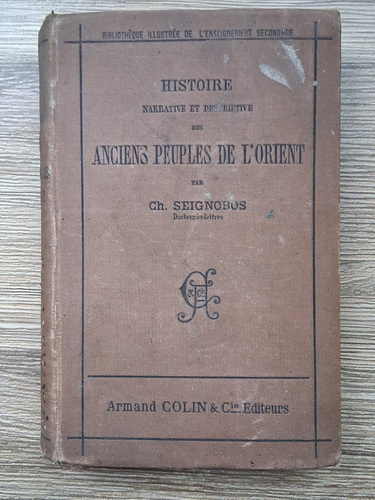 BIBLIOTHÈQUE ILLUSTRÉE DE L'ENSEIGNEMENT SECONDAIRE
HISTOIRE
NARRATIVE ET DESCRIPTIVE
DES
ANCIENS PEUPLES DE L'ORIENT
PAR
Ch. SEIGNOBOS
Docteur ès lettres
Armand COLIN & Cie, Editeurs